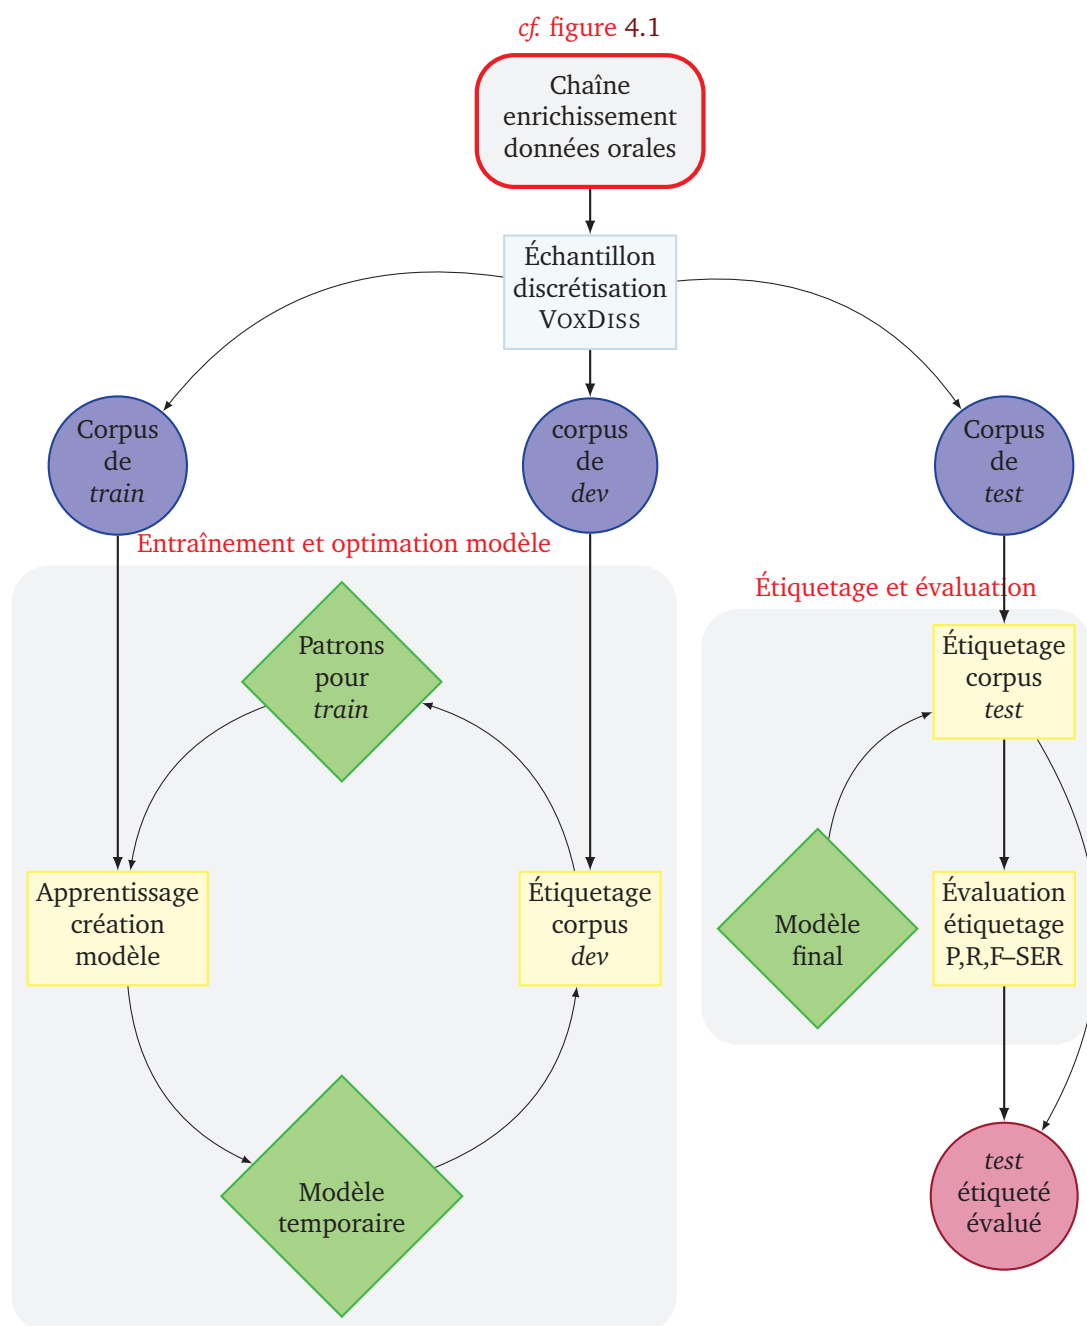 cf. figure 4.1
Chaîne
enrichissement
données orales
Échantillon
discrétisation
VOXDISS
Corpus
de
train
corpus
de
dev
Corpus
de
test
Entraînement et optimation modèle
Étiquetage et évaluation
Patrons
pour
train
Étiquetage
corpus
test
Apprentissage
création
modèle
Étiquetage
corpus
dev
Modèle
final
Évaluation
étiquetage
P,R,F–SER
Modèle
temporaire
test
étiqueté
évalué